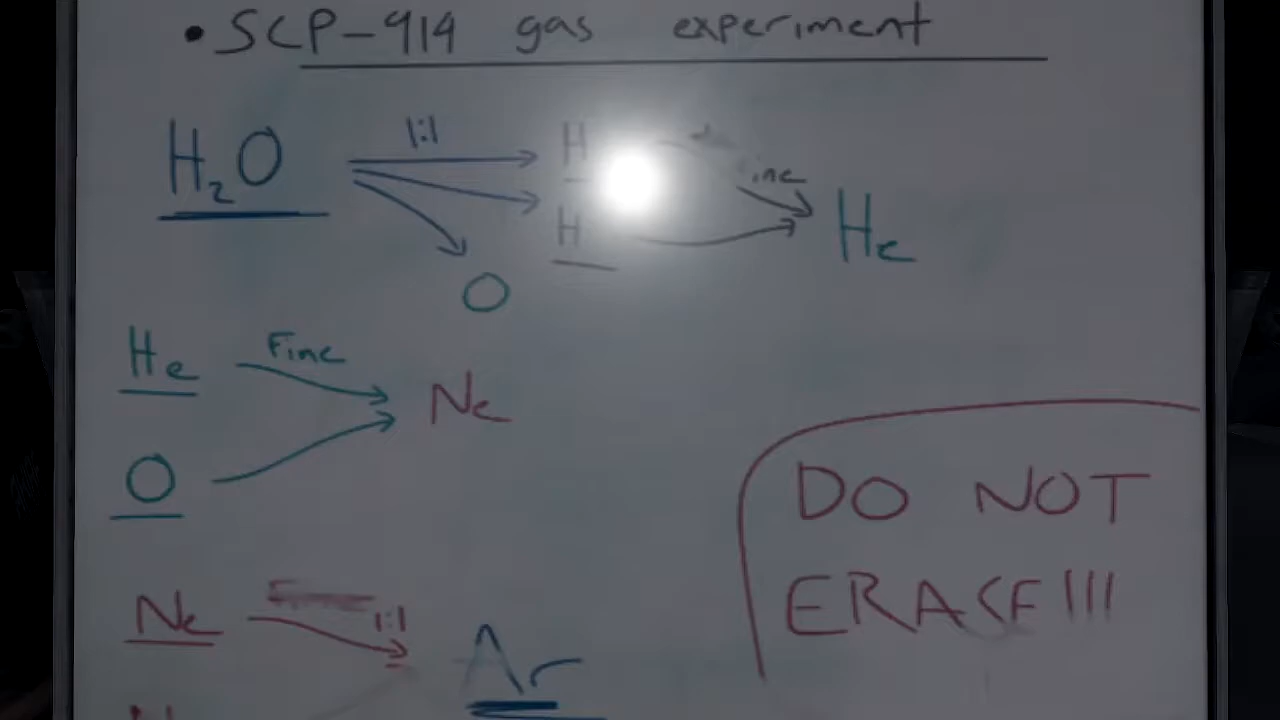 • SCP-914 gas experiment
H₂O 1:1 H Fine He
H
O
He Fine Ne
O
DO NOT
ERASE!!!
Ne 1:1 Ar